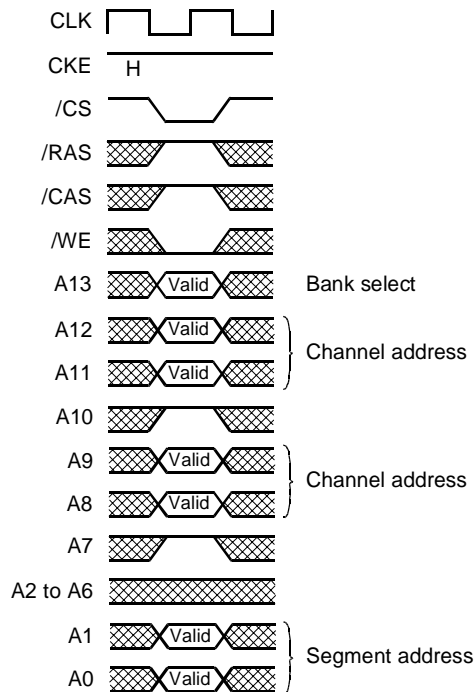 CLK
CKE H
/CS
/RAS
/CAS
/WE
A13 Valid Bank select
A12 Valid
Channel address
A11 Valid
A10
A9 Valid
Channel address
A8 Valid
A7
A2 to A6
A1 Valid
Segment address
A0 Valid